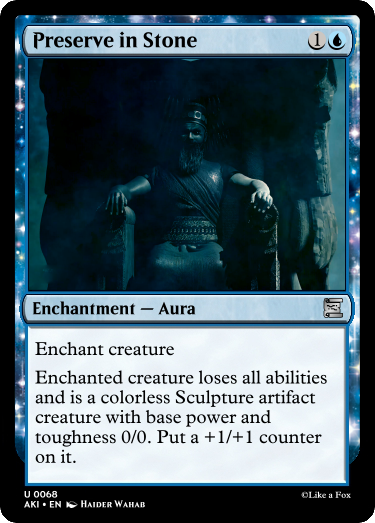 Preserve in Stone 1
Enchantment — Aura
Enchant creature
Enchanted creature loses all abilities
and is a colorless Sculpture artifact
creature with base power and
toughness 0/0. Put a +1/+1 counter
on it.
U 0068
AKI • EN Haider Wahab
©Like a Fox